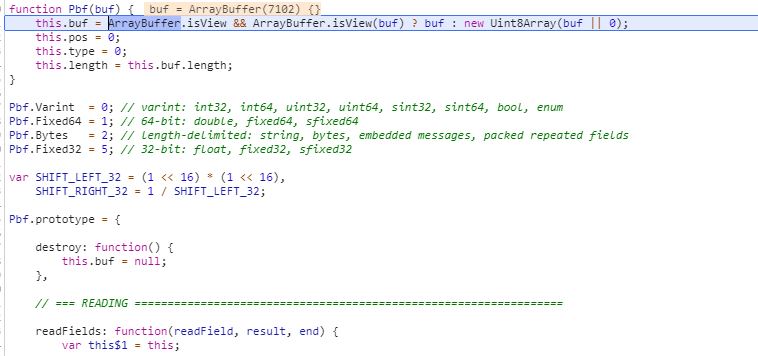 function Pbf(buf) { buf = ArrayBuffer(7102) {}
this.buf = ArrayBuffer.isView && ArrayBuffer.isView(buf) ? buf : new Uint8Array(buf || 0);
this.pos = 0;
this.type = 0;
this.length = this.buf.length;
}
Pbf.Varint  = 0; // varint: int32, int64, uint32, uint64, sint32, sint64, bool, enum
Pbf.Fixed64 = 1; // 64-bit: double, fixed64, sfixed64
Pbf.Bytes   = 2; // length-delimited: string, bytes, embedded messages, packed repeated fields
Pbf.Fixed32 = 5; // 32-bit: float, fixed32, sfixed32
var SHIFT_LEFT_32 = (1 << 16) * (1 << 16),
SHIFT_RIGHT_32 = 1 / SHIFT_LEFT_32;
Pbf.prototype = {
destroy: function() {
this.buf = null;
},
// === READING =================================================================
readFields: function(readField, result, end) {
var this$1 = this;